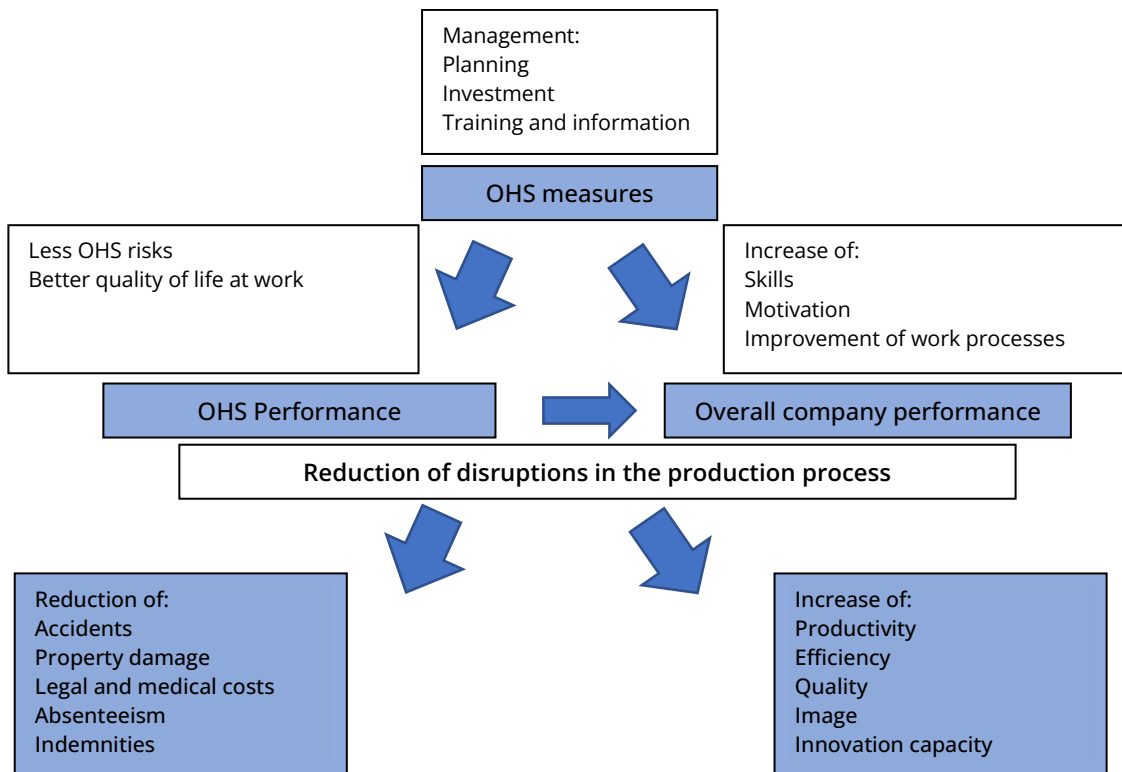 Management:
Planning
Investment
Training and information
OHS measures
Less OHS risks
Better quality of life at work
Increase of:
Skills
Motivation
Improvement of work processes
OHS Performance
Overall company performance
Reduction of disruptions in the production process
Reduction of:
Accidents
Property damage
Legal and medical costs
Absenteeism
Indemnities
Increase of:
Productivity
Efficiency
Quality
Image
Innovation capacity